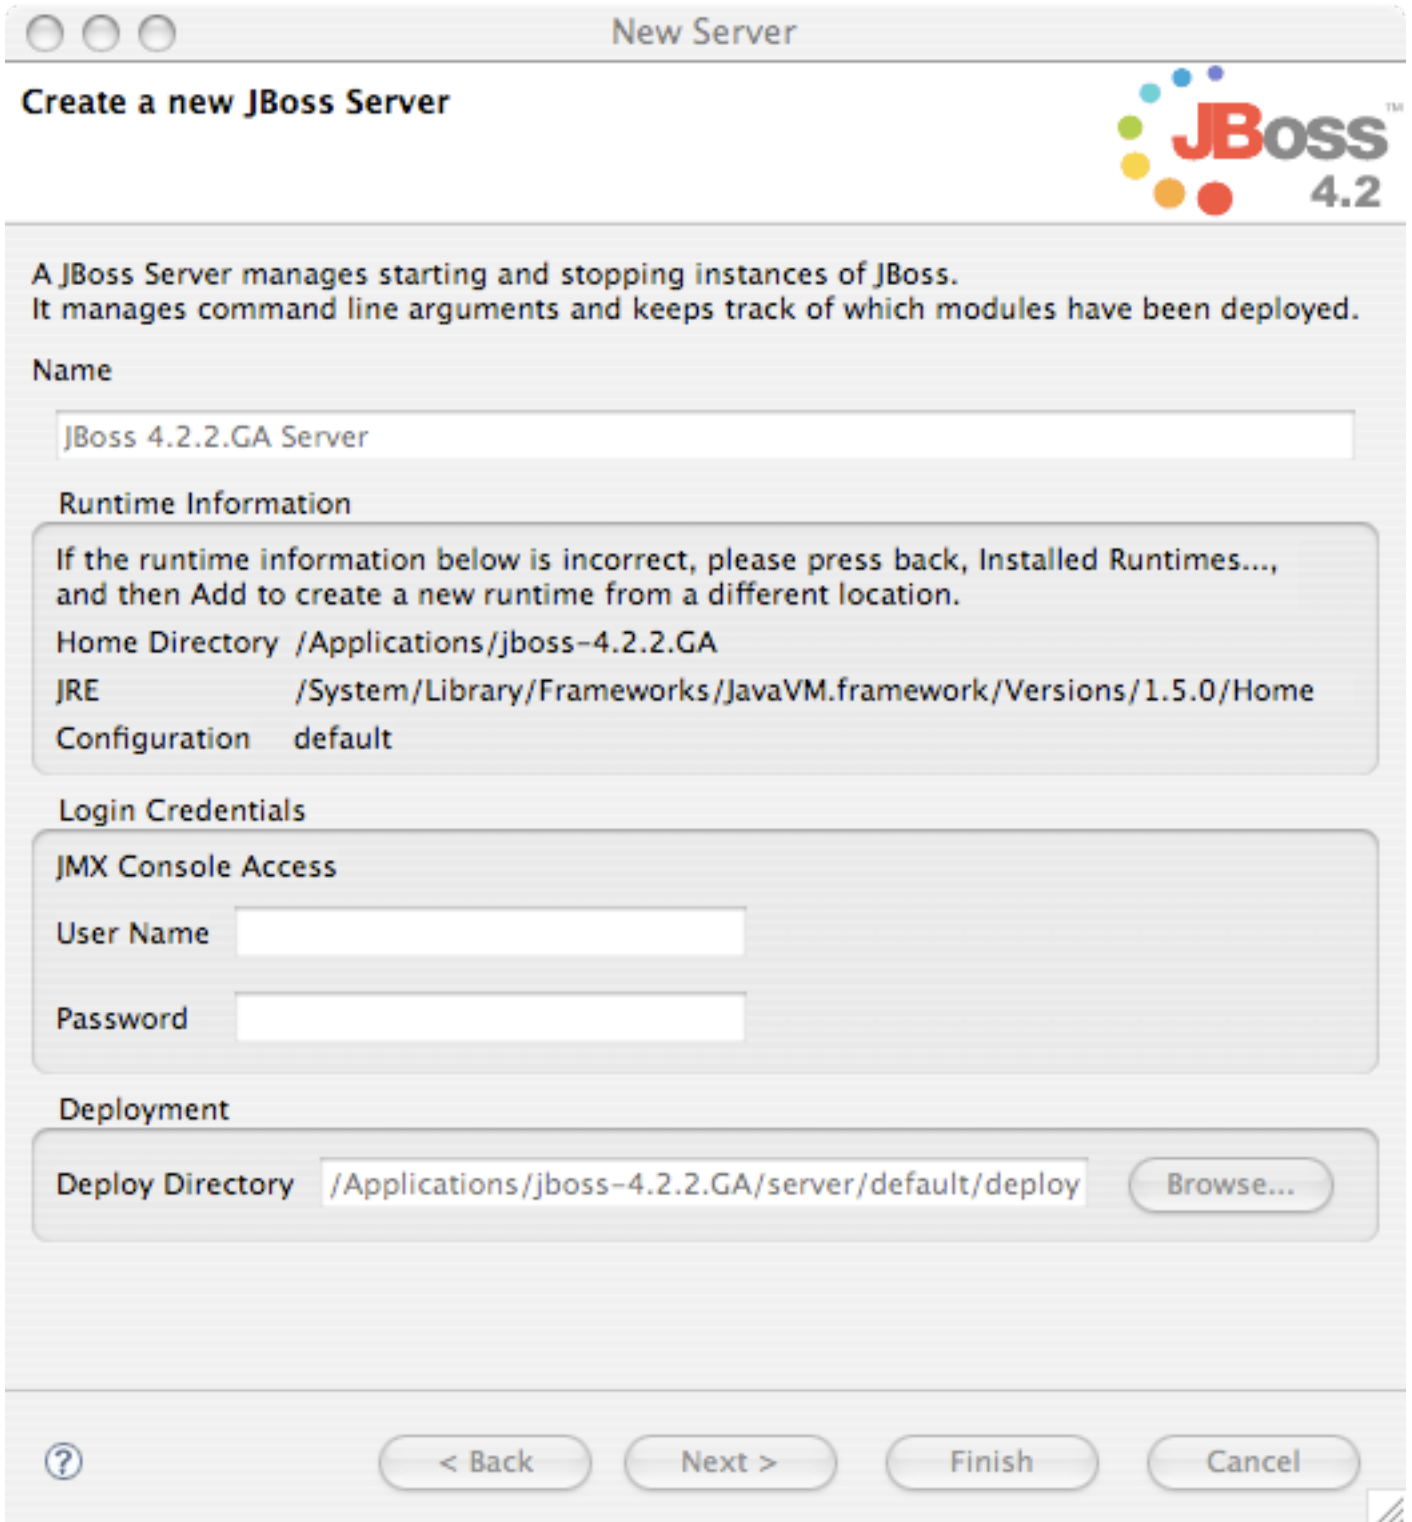 New Server
Create a new JBoss Server
JBoss™
4.2
A JBoss Server manages starting and stopping instances of JBoss.
It manages command line arguments and keeps track of which modules have been deployed.
Name
JBoss 4.2.2.GA Server
Runtime Information
If the runtime information below is incorrect, please press back, Installed Runtimes...,
and then Add to create a new runtime from a different location.
Home Directory /Applications/jboss-4.2.2.GA
JRE /System/Library/Frameworks/JavaVM.framework/Versions/1.5.0/Home
Configuration default
Login Credentials
JMX Console Access
User Name
Password
Deployment
Deploy Directory /Applications/jboss-4.2.2.GA/server/default/deploy Browse...
? < Back Next > Finish Cancel